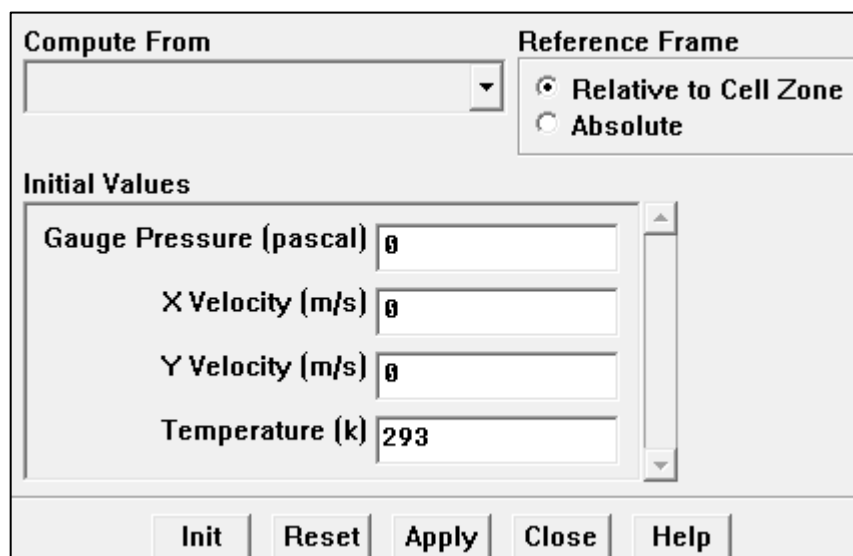 Compute From
Reference Frame
Relative to Cell Zone
Absolute
Initial Values
Gauge Pressure (pascal) 0
X Velocity (m/s) 0
Y Velocity (m/s) 0
Temperature (k) 293
Init Reset Apply Close Help